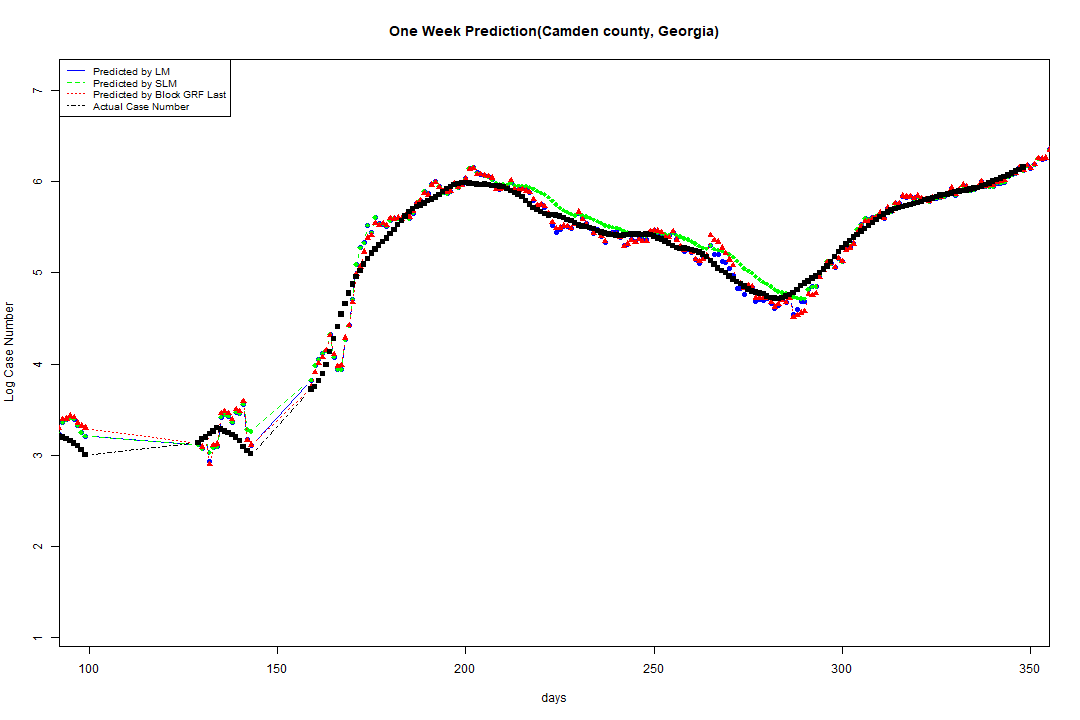 One Week Prediction(Camden county, Georgia)
Predicted by LM
Predicted by SLM
Predicted by Block GRF Last
Actual Case Number
7
6
5
4
3
2
1
Log Case Number
100 150 200 250 300 350
days